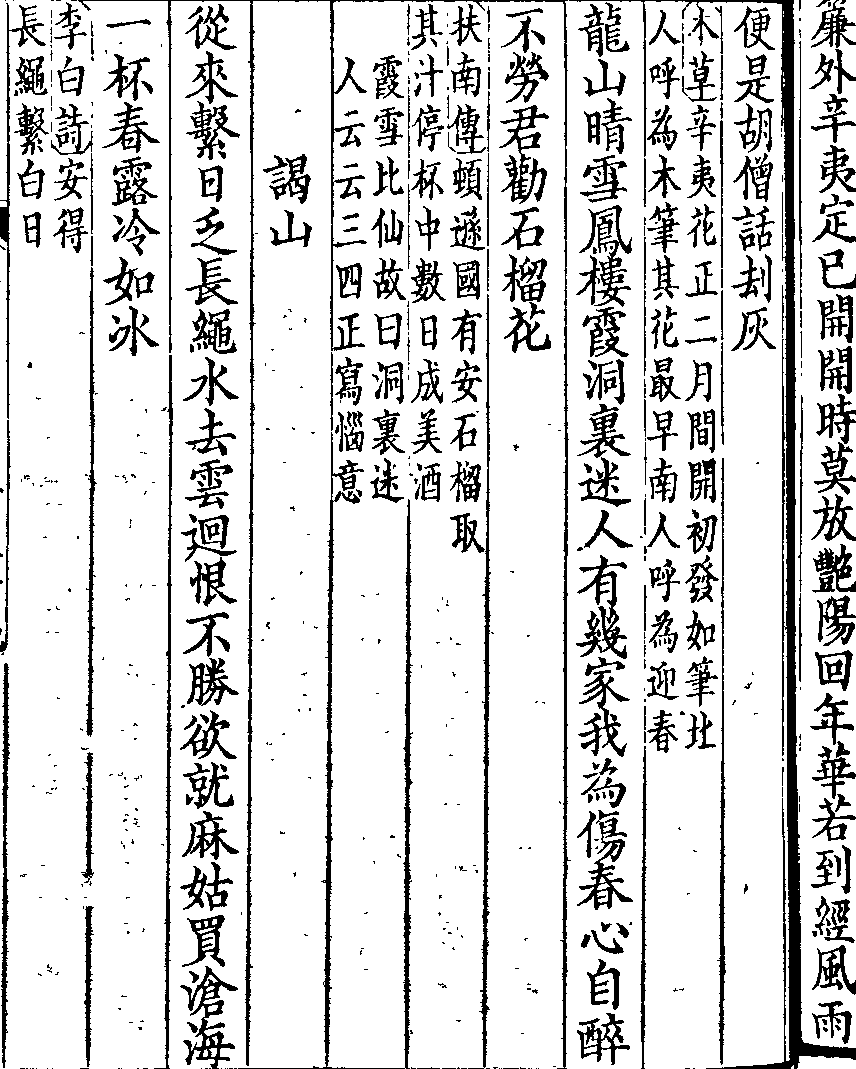 簾外辛夷定已開開時莫放艷陽回年華若到經風雨
便是胡僧話刦灰
木草辛夷花正二月間開初發如筆北
人呼為木筆其花最早南人呼為迎春
龍山晴雪鳳樓霞洞裏迷人有幾家我為傷春心自醉
不勞君勸石榴花
扶南傳頓遜國有安石榴取
其汁停杯中數日成美酒
霞雪比仙故曰洞裏迷
人云云三四正寫惱意
謁山
從來繫日乏長繩水去雲迴恨不勝欲就麻姑買滄海
一杯春露冷如冰
李白詩安得
長繩繫白日